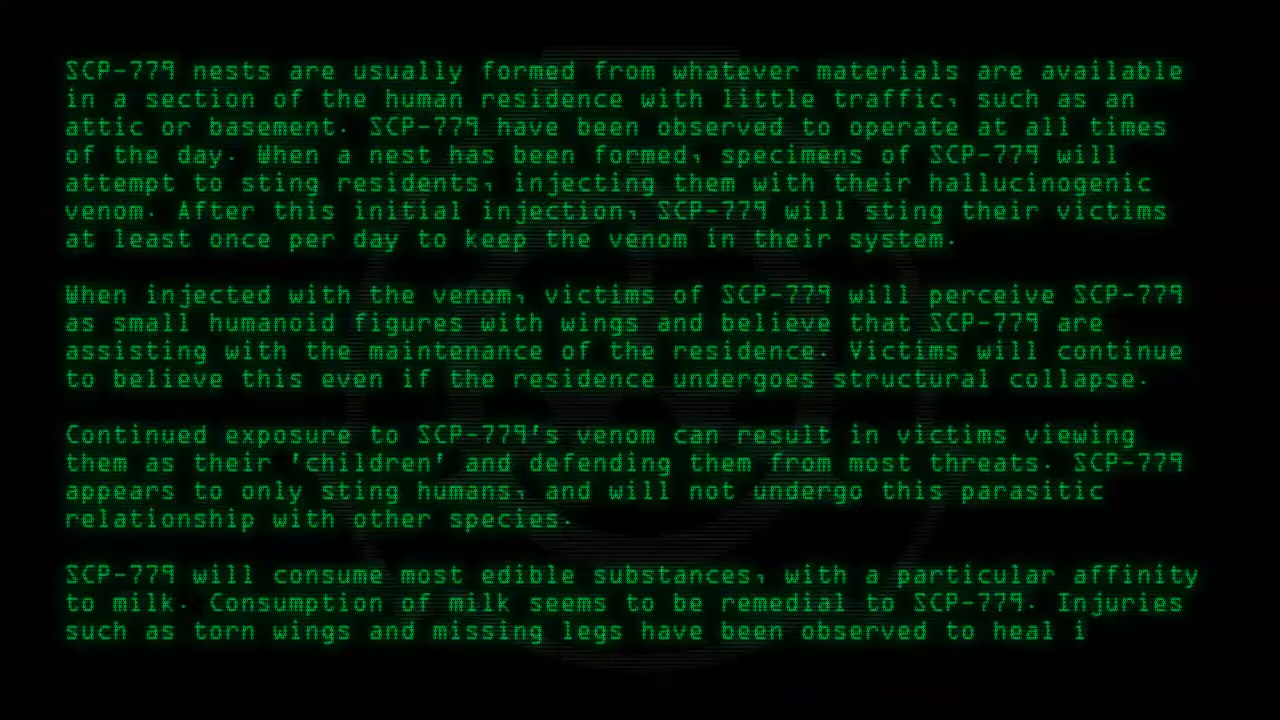 SCP-779 nests are usually formed from whatever materials are available
in a section of the human residence with little traffic, such as an
attic or basement. SCP-779 have been observed to operate at all times
of the day. When a nest has been formed, specimens of SCP-779 will
attempt to sting residents, injecting them with their hallucinogenic
venom. After this initial injection, SCP-779 will sting their victims
at least once per day to keep the venom in their system.
When injected with the venom, victims of SCP-779 will perceive SCP-779
as small humanoid figures with wings and believe that SCP-779 are
assisting with the maintenance of the residence. Victims will continue
to believe this even if the residence undergoes structural collapse.
Continued exposure to SCP-779's venom can result in victims viewing
them as their 'children' and defending them from most threats. SCP-779
appears to only sting humans, and will not undergo this parasitic
relationship with other species.
SCP-779 will consume most edible substances, with a particular affinity
to milk. Consumption of milk seems to be remedial to SCP-779. Injuries
such as torn wings and missing legs have been observed to heal i